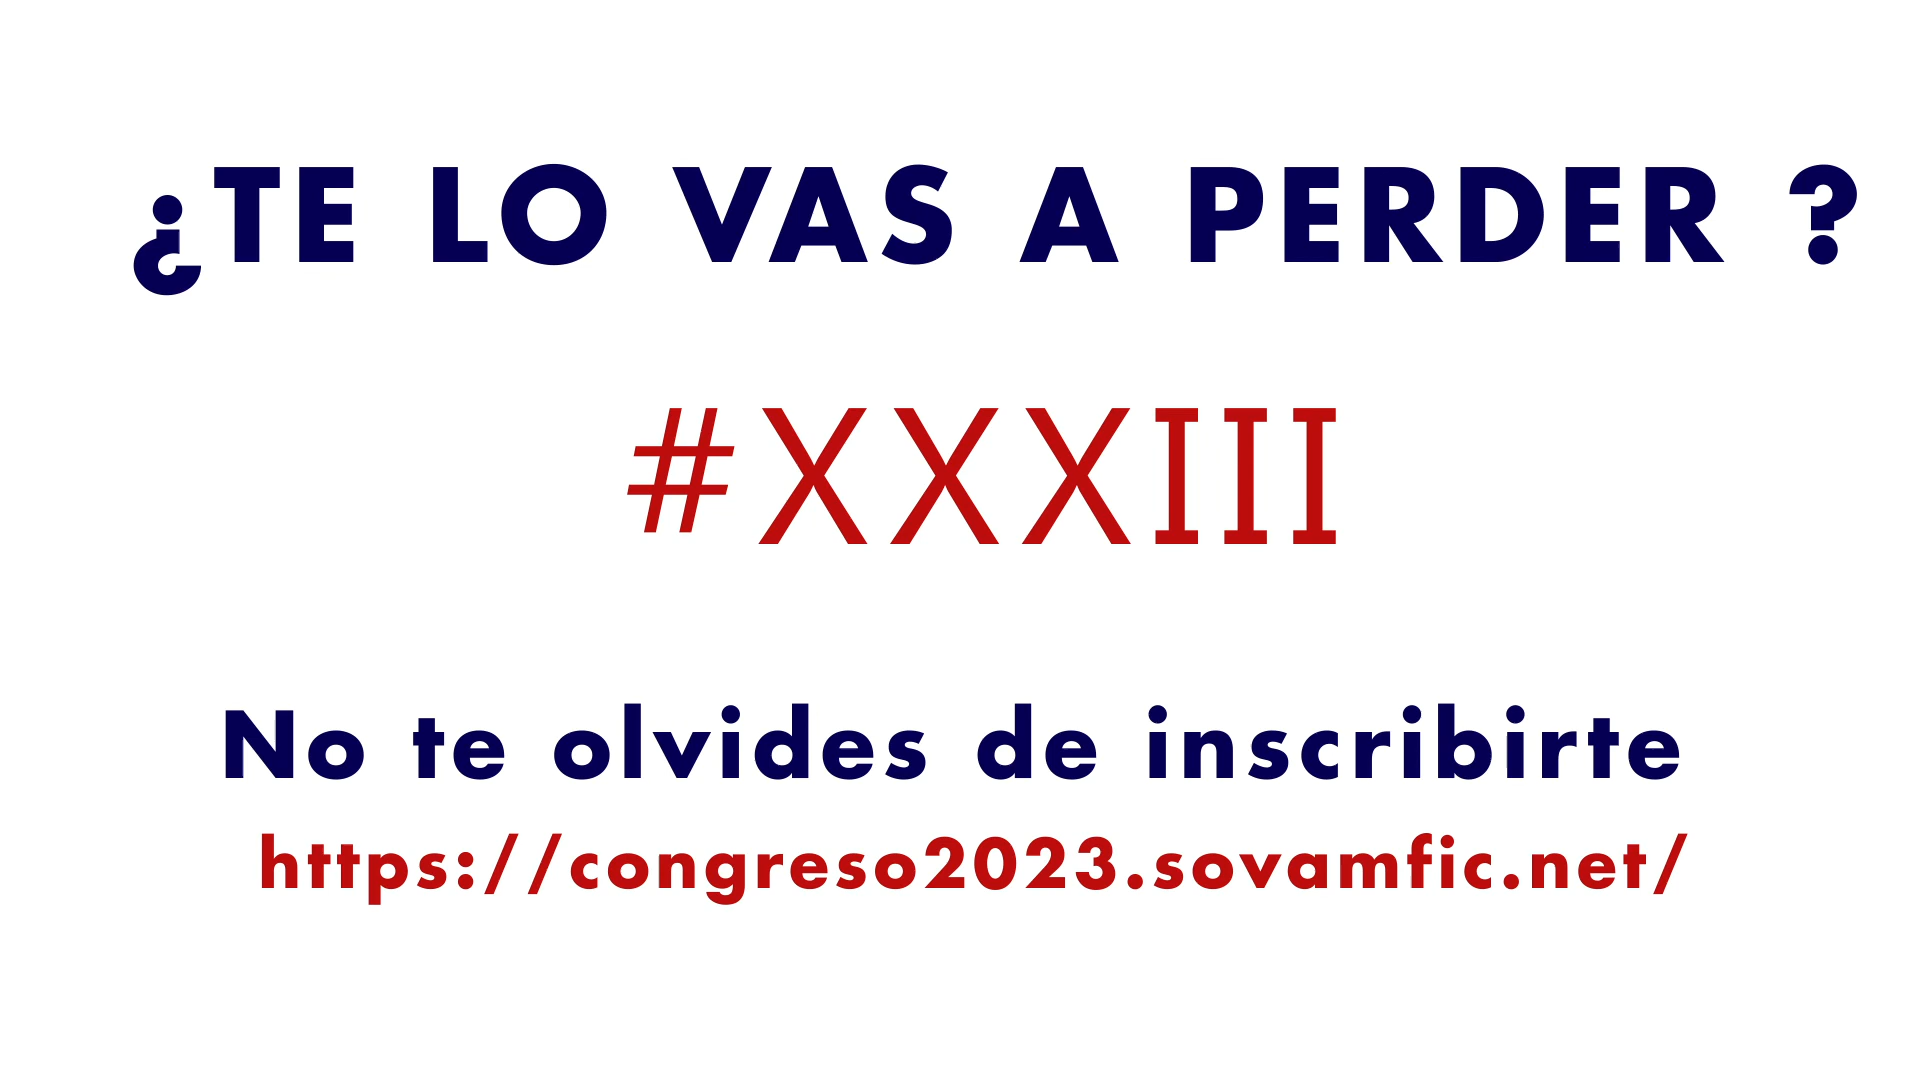 ¿TE LO VAS A PERDER ?
#XXXIII
No te olvides de inscribirte
https://congreso2023.sovamfic.net/